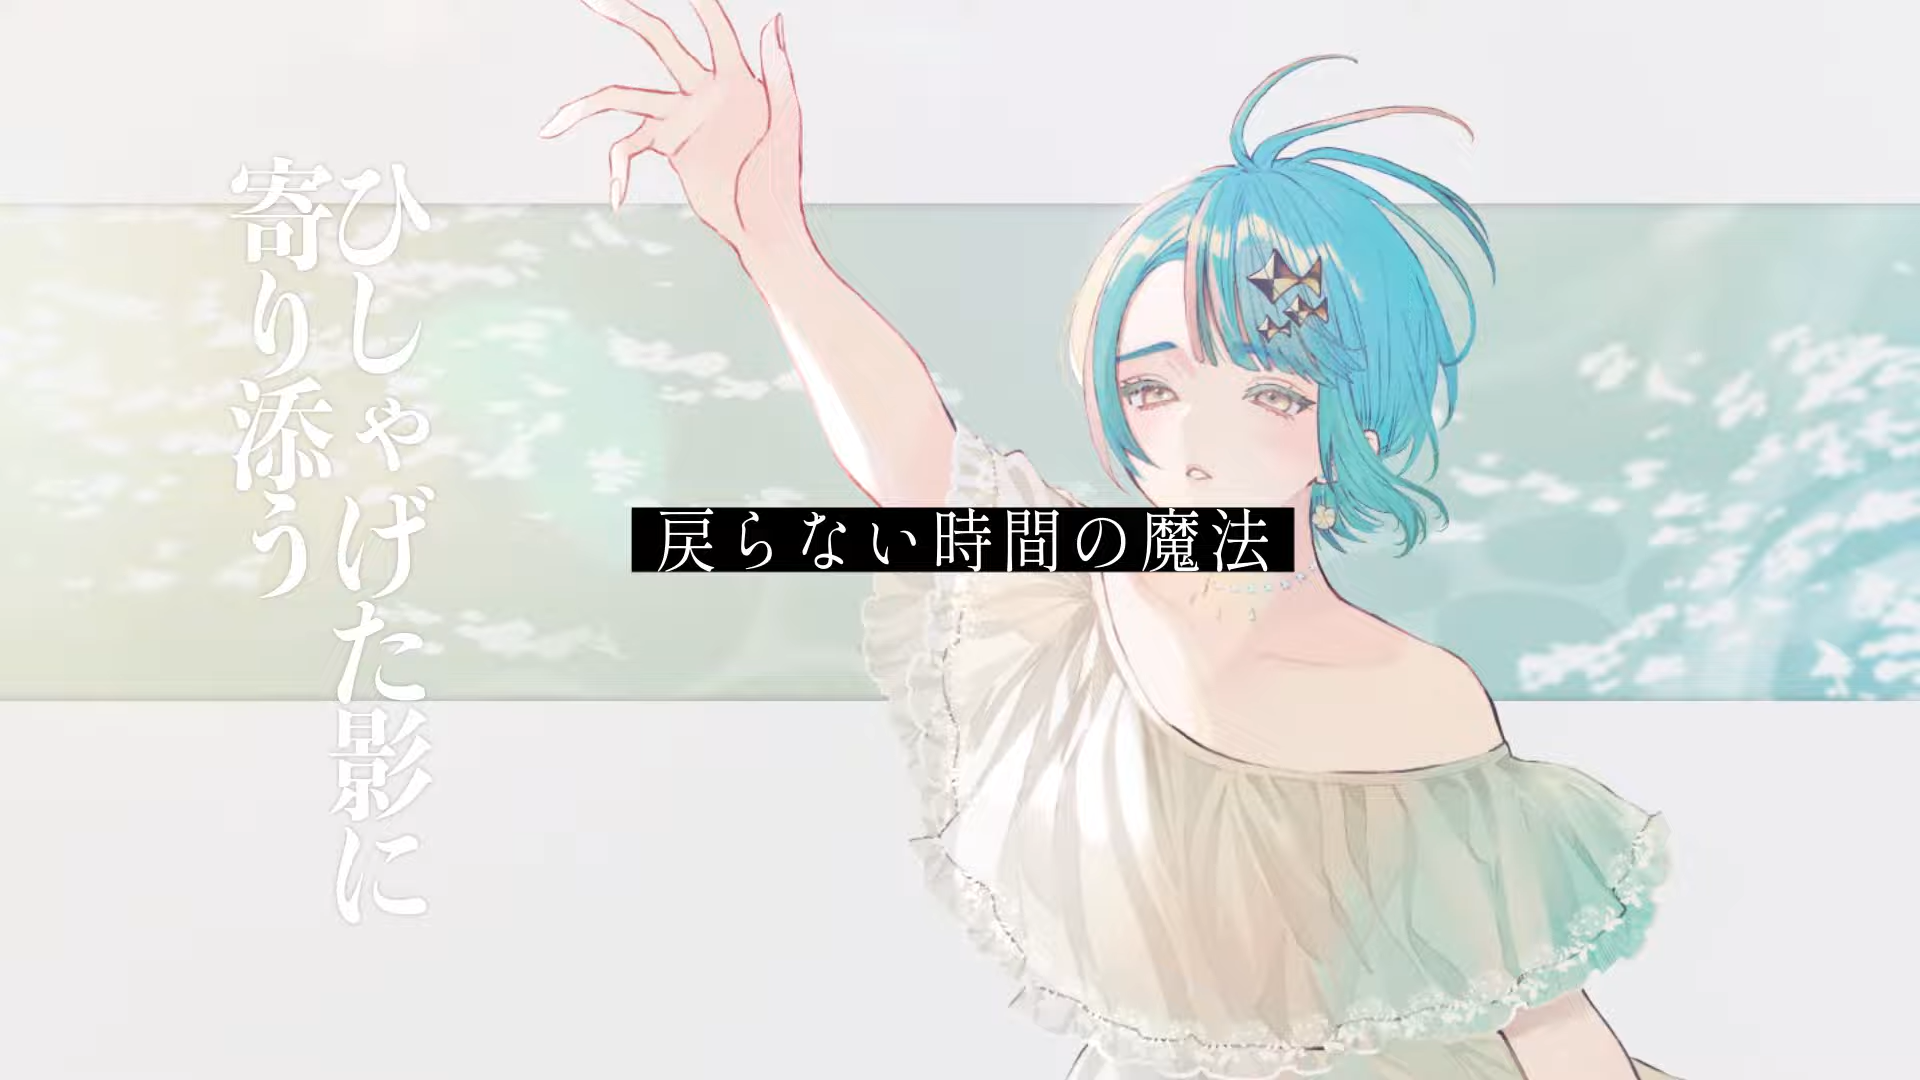 ひしゃげた影に
寄り添う
戻らない時間の魔法